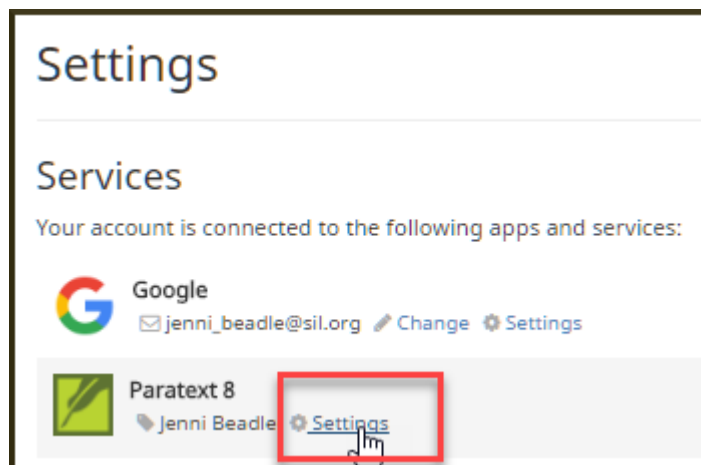 Settings
Services
Your account is connected to the following apps and services:
Google
jenni_beadle@sil.org Change Settings
Paratext 8
Jenni Beadle Settings